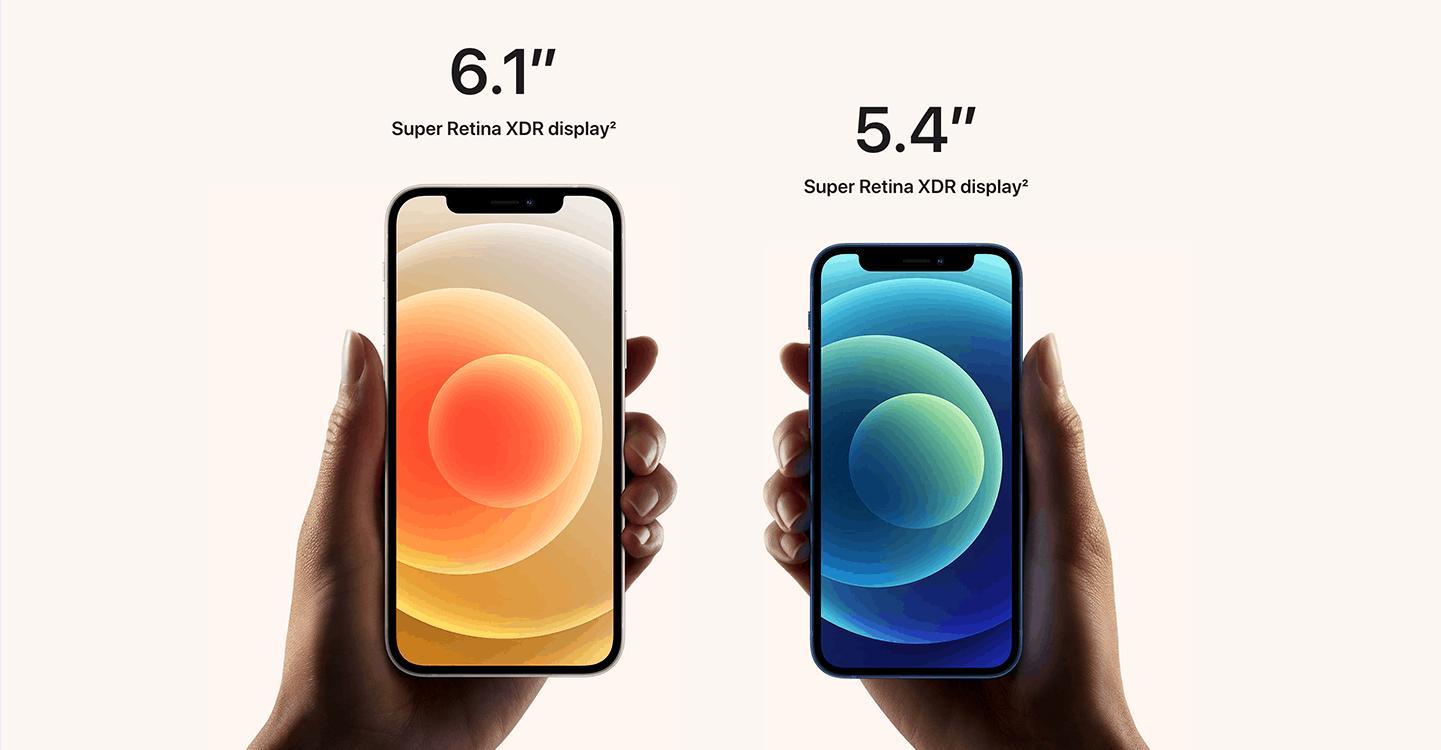 6.1″
Super Retina XDR display²
5.4″
Super Retina XDR display²